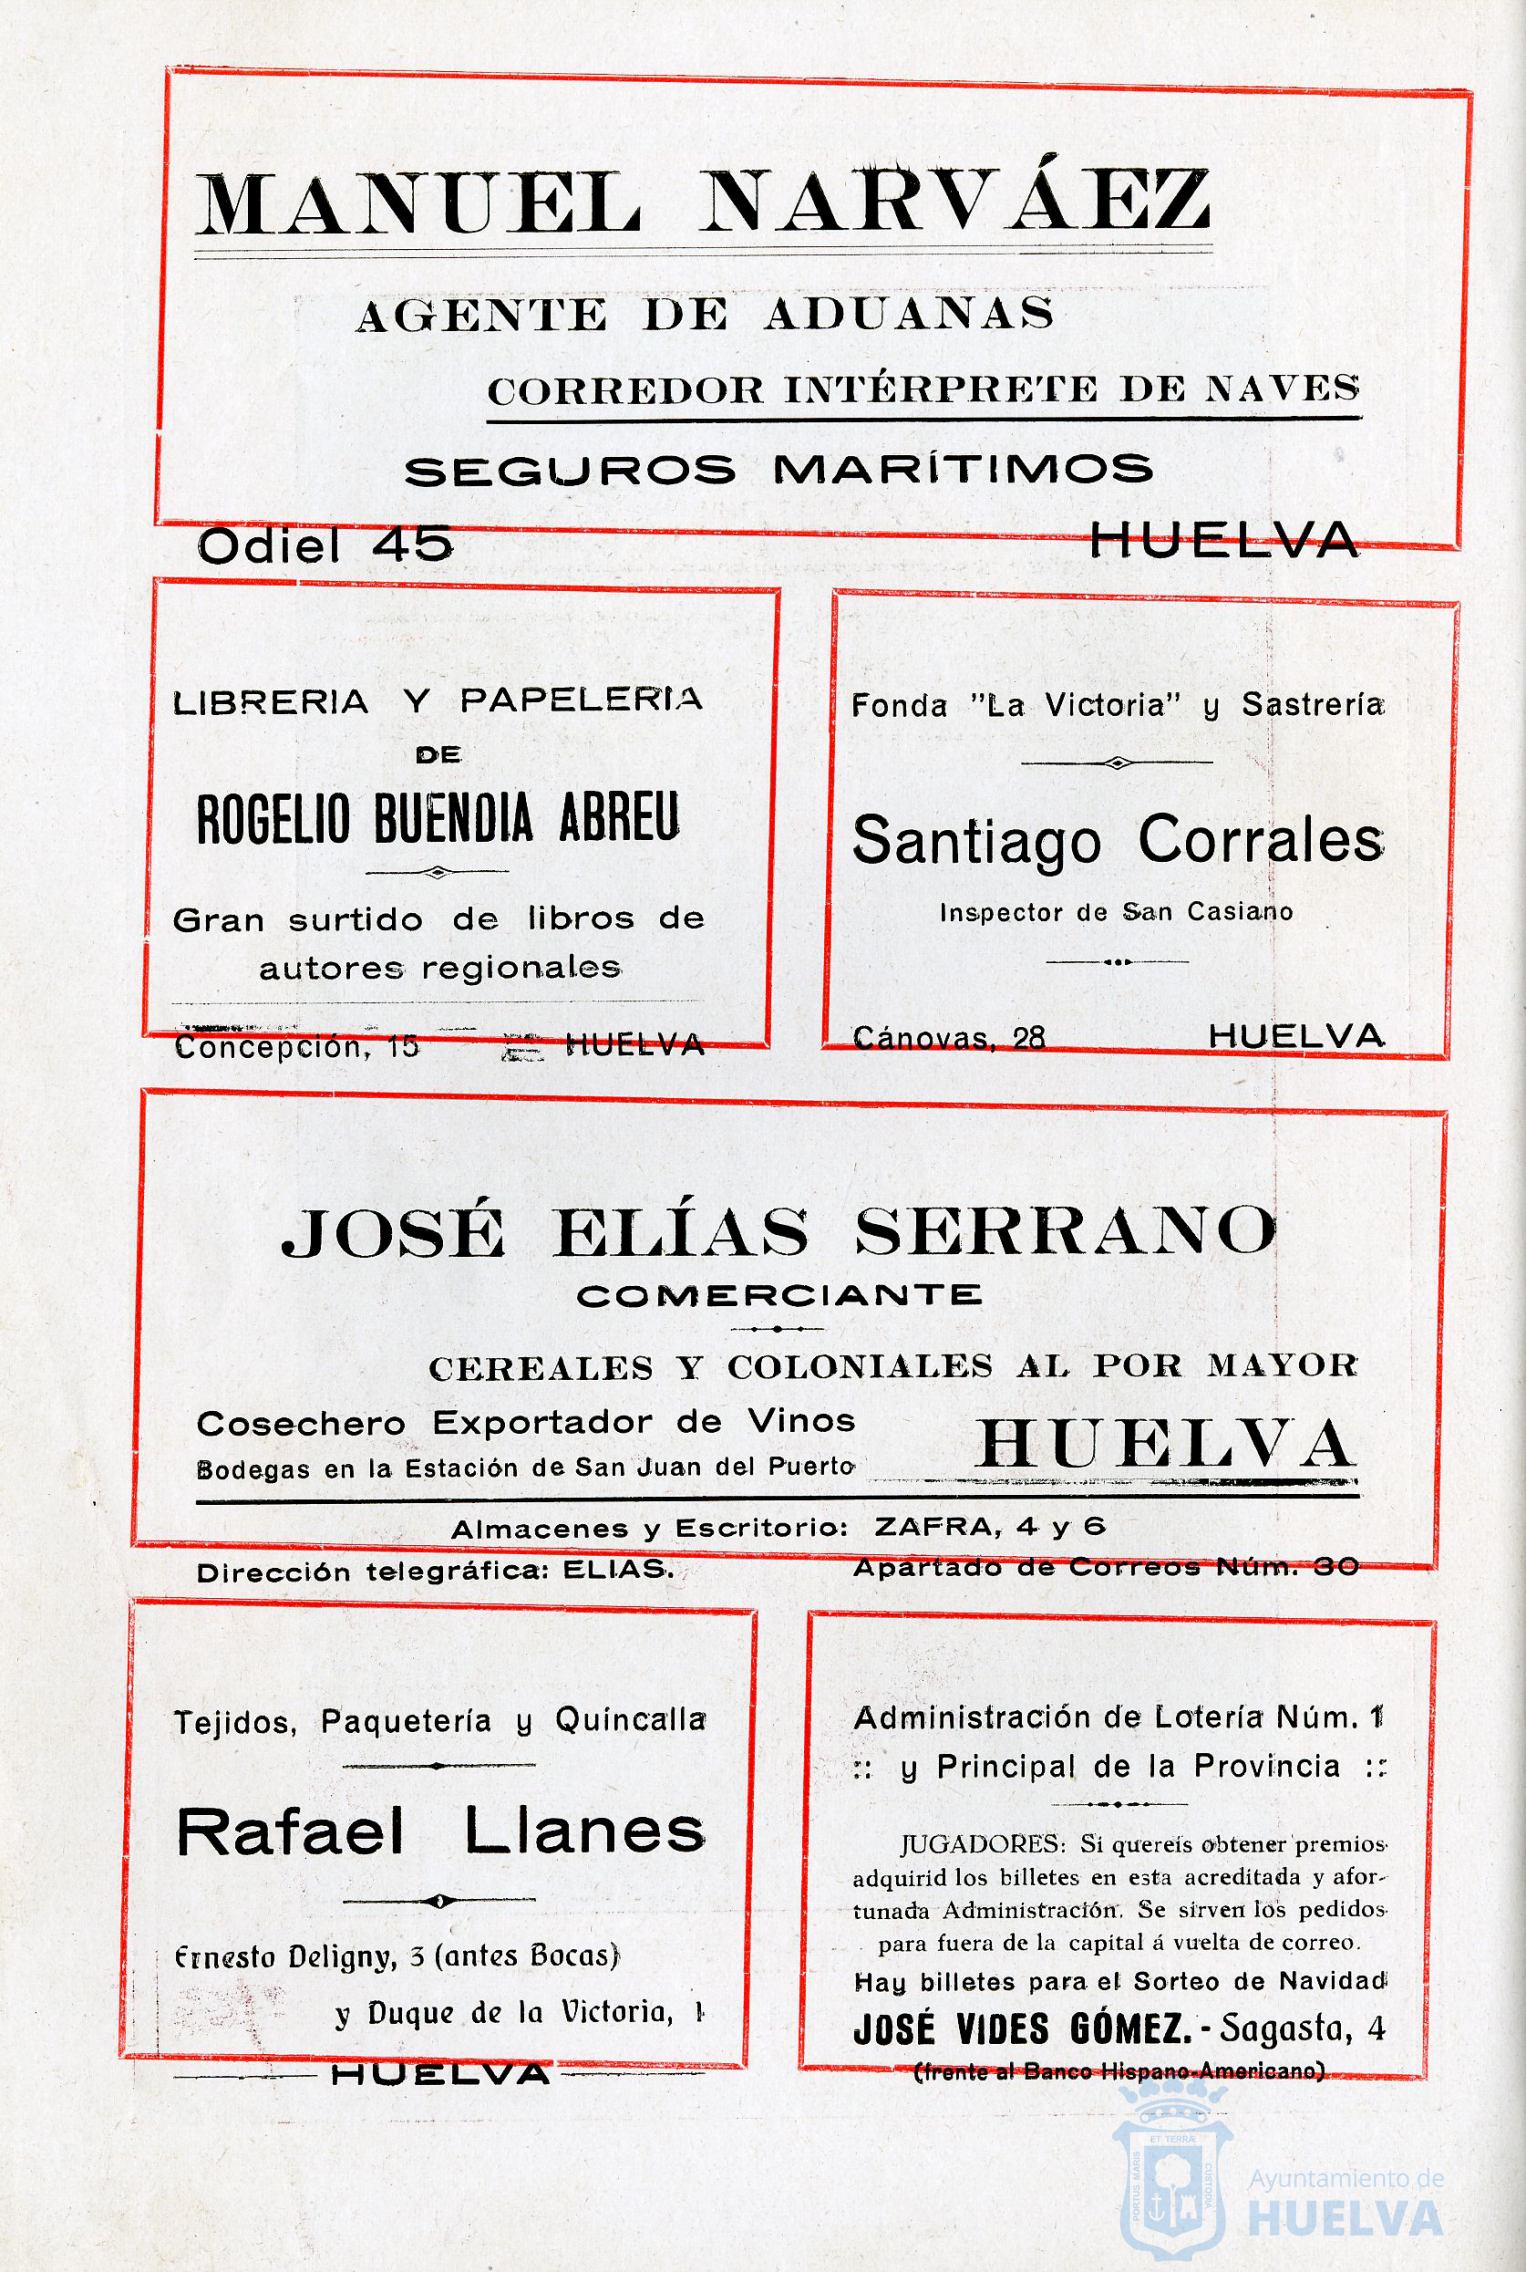 MANUEL NARVÁEZ
AGENTE DE ADUANAS
CORREDOR INTÉRPRETE DE NAVES
SEGUROS MARÍTIMOS
Odiel 45 HUELVA
LIBRERIA Y PAPELERIA
DE
ROGELIO BUENDIA ABREU
Gran surtido de libros de
autores regionales
Concepción, 15 HUELVA
Fonda "La Victoria" y Sastrería
Santiago Corrales
Inspector de San Casiano
Cánovas, 28 HUELVA
JOSÉ ELÍAS SERRANO
COMERCIANTE
CEREALES Y COLONIALES AL POR MAYOR
Cosechero Exportador de Vinos
Bodegas en la Estación de San Juan del Puerto
HUELVA
Almacenes y Escritorio: ZAFRA, 4 y 6
Dirección telegráfica: ELIAS. Apartado de Correos Núm. 30
Tejidos, Paquetería y Quincalla
Rafael Llanes
Ernesto Deligny, 3 (antes Bocas)
y Duque de la Victoria, 1
HUELVA
Administración de Lotería Núm. 1
:: y Principal de la Provincia ::
JUGADORES: Si quereis obtener premios
adquirid los billetes en esta acreditada y afor-
tunada Administración. Se sirven los pedidos
para fuera de la capital á vuelta de correo.
Hay billetes para el Sorteo de Navidad
JOSÉ VIDES GÓMEZ.-Sagasta, 4
(frente al Banco Hispano-Americano)
ET TERRÆ
PORTUS MARIS
CUSTODIA
Ayuntamiento de
HUELVA